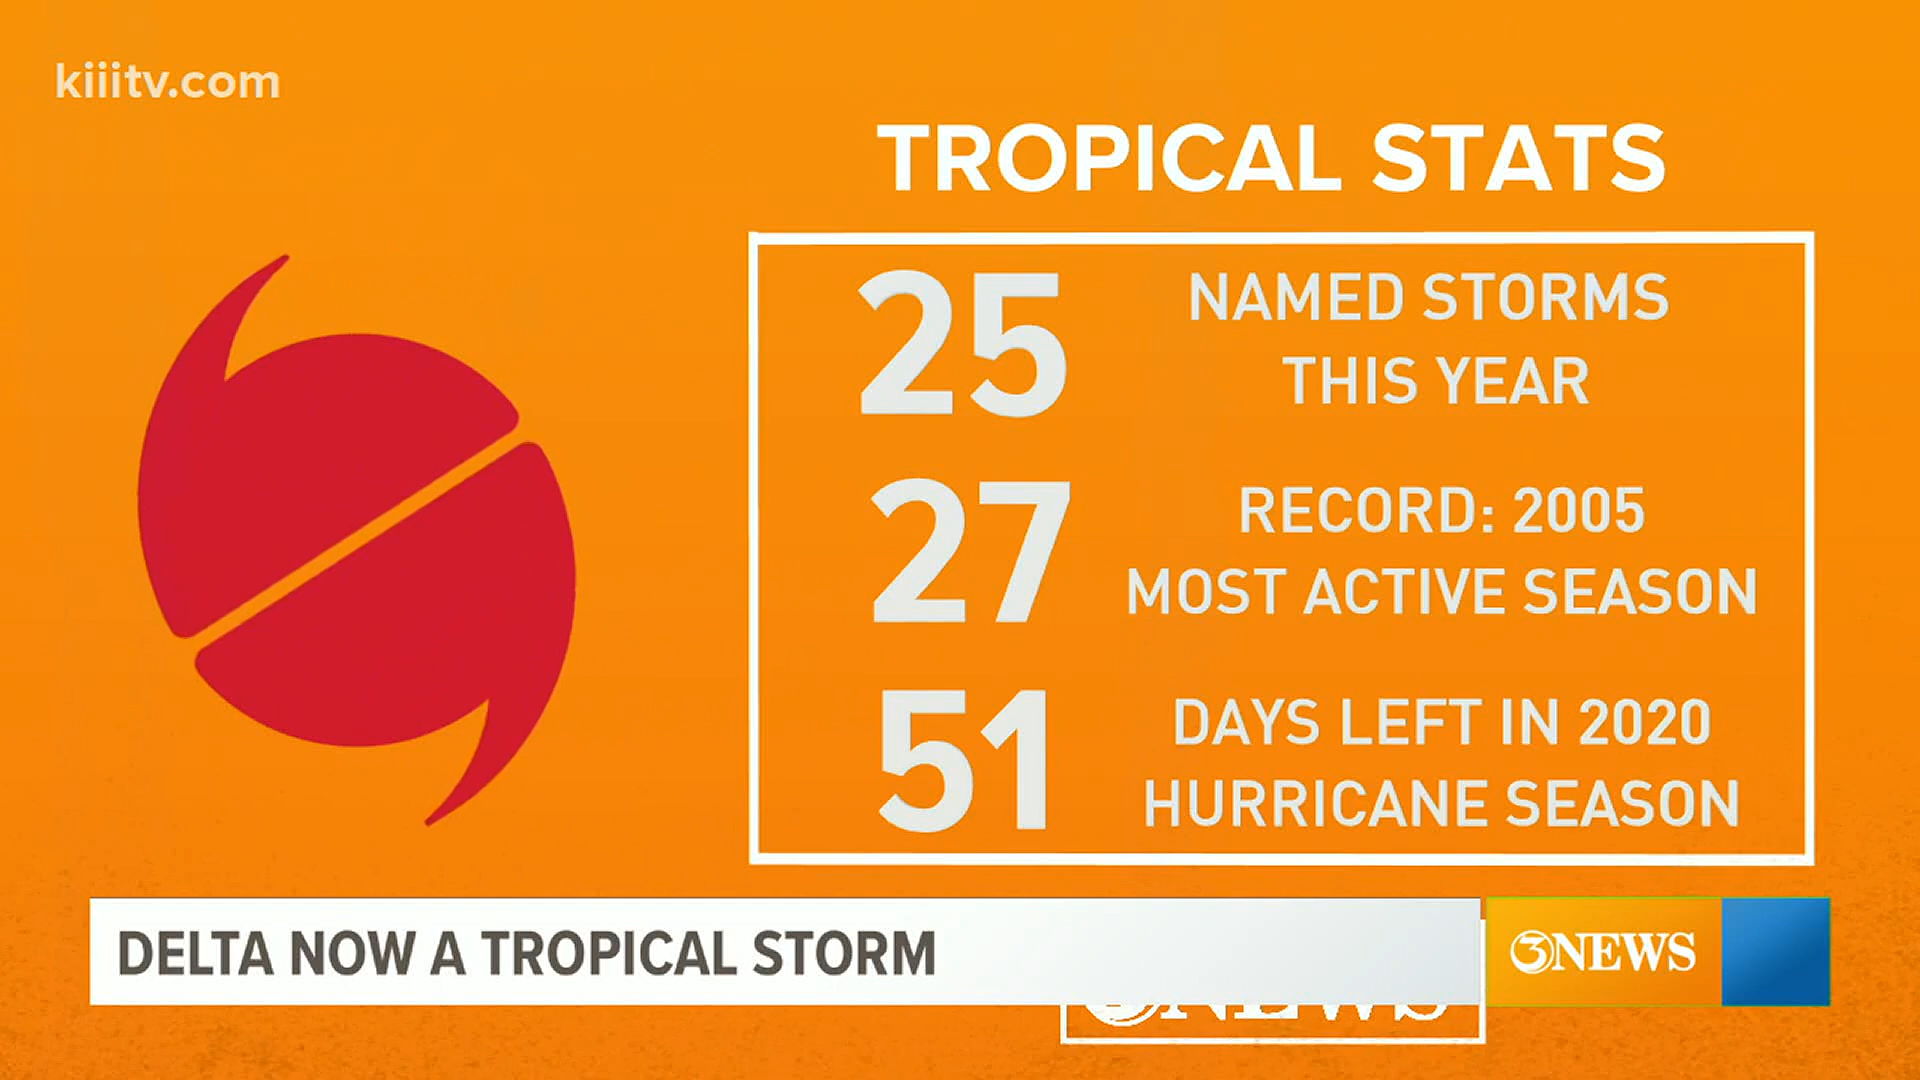 kiiitv.com
TROPICAL STATS
25 NAMED STORMS
THIS YEAR
27 RECORD: 2005
MOST ACTIVE SEASON
51 DAYS LEFT IN 2020
HURRICANE SEASON
DELTA NOW A TROPICAL STORM
3NEWS
3NEWS